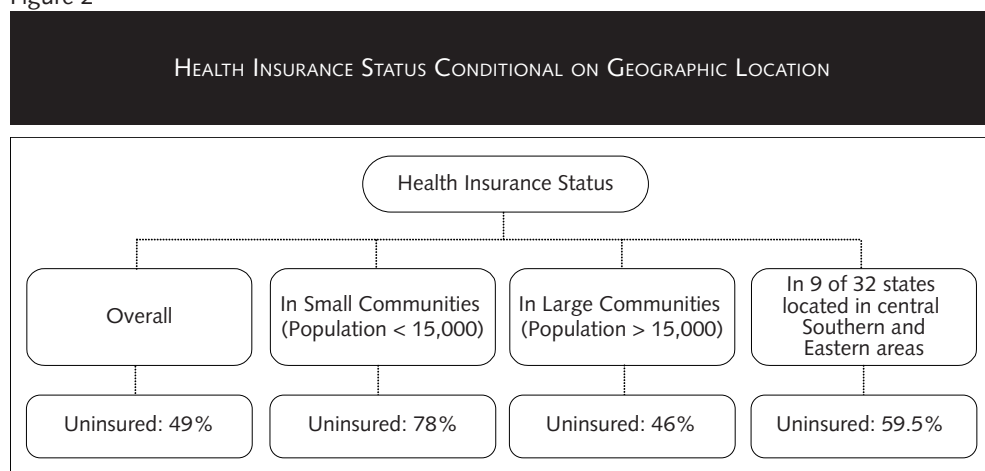 Figure 2
HEALTH INSURANCE STATUS CONDITIONAL ON GEOGRAPHIC LOCATION
Health Insurance Status
Overall
In Small Communities
(Population < 15,000)
In Large Communities
(Population > 15,000)
In 9 of 32 states
located in central
Southern and
Eastern areas
Uninsured: 49%
Uninsured: 78%
Uninsured: 46%
Uninsured: 59.5%